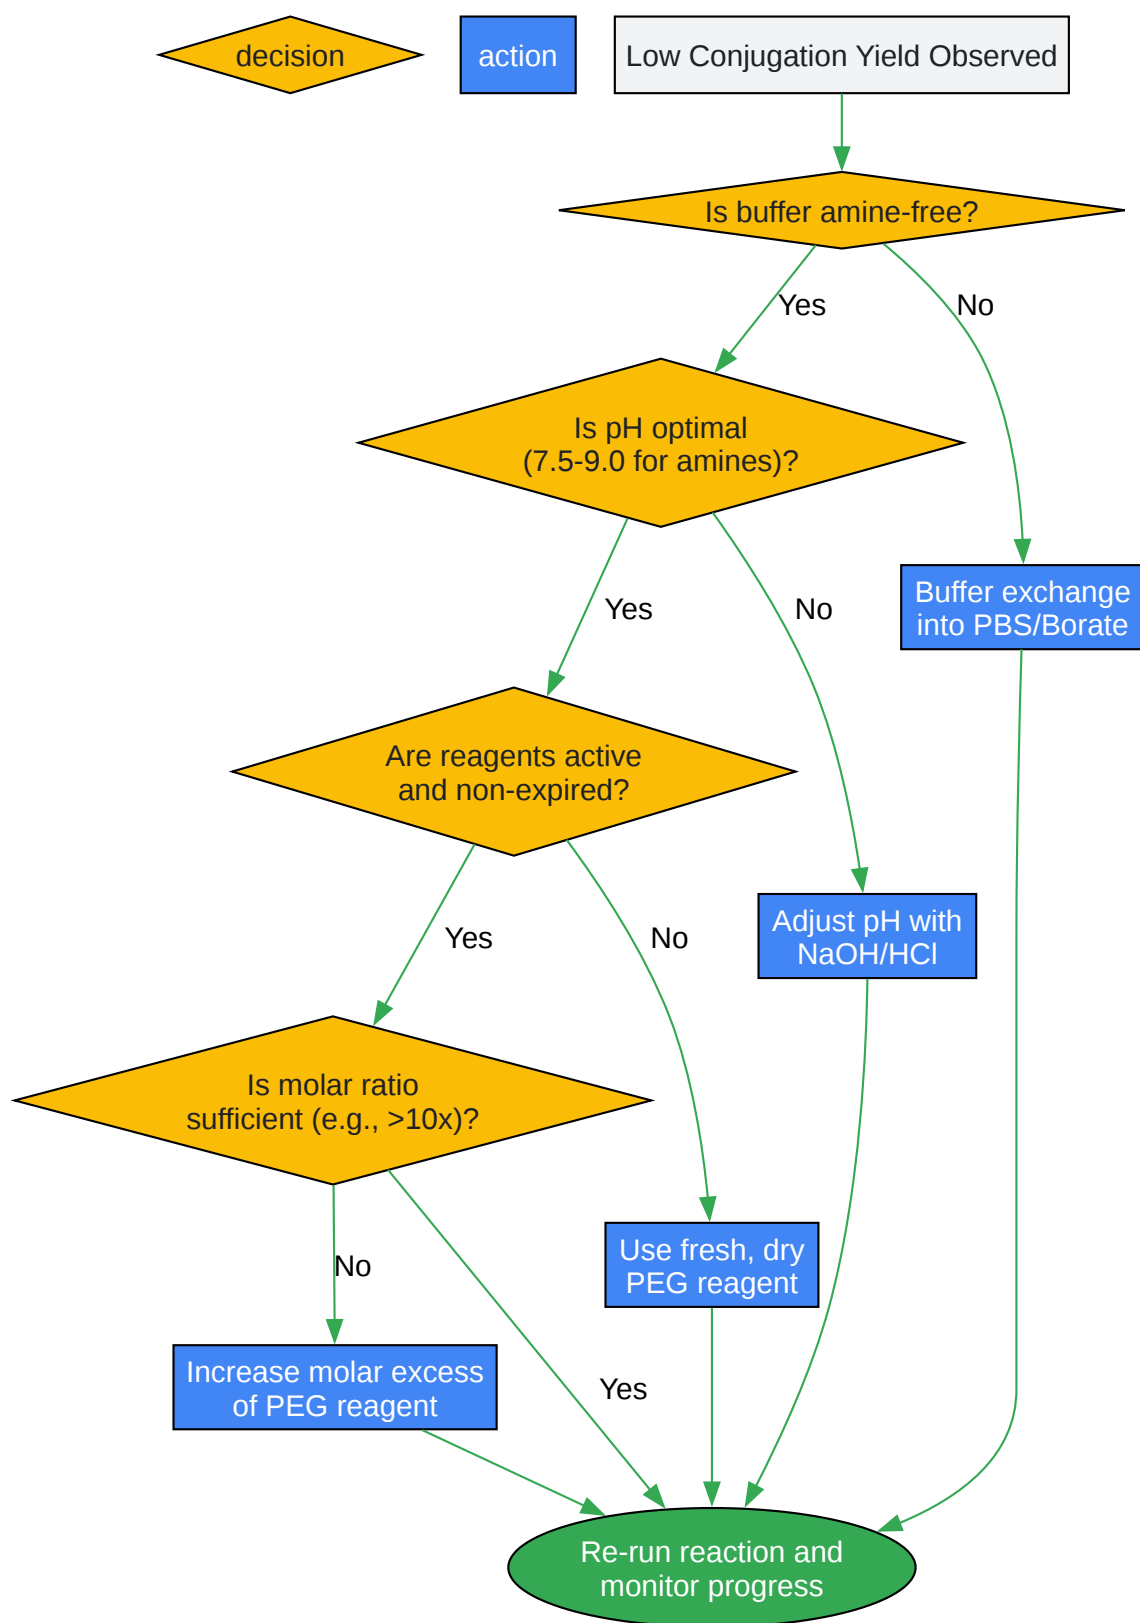 decision
action
Low Conjugation Yield Observed
Is buffer amine-free?
Yes
No
Is pH optimal
(7.5-9.0 for amines)?
Buffer exchange
into PBS/Borate
Yes
No
Are reagents active
and non-expired?
Adjust pH with
NaOH/HCl
Yes
No
Is molar ratio
sufficient (e.g., >10x)?
No
Use fresh, dry
PEG reagent
Increase molar excess
of PEG reagent
Yes
Re-run reaction and
monitor progress